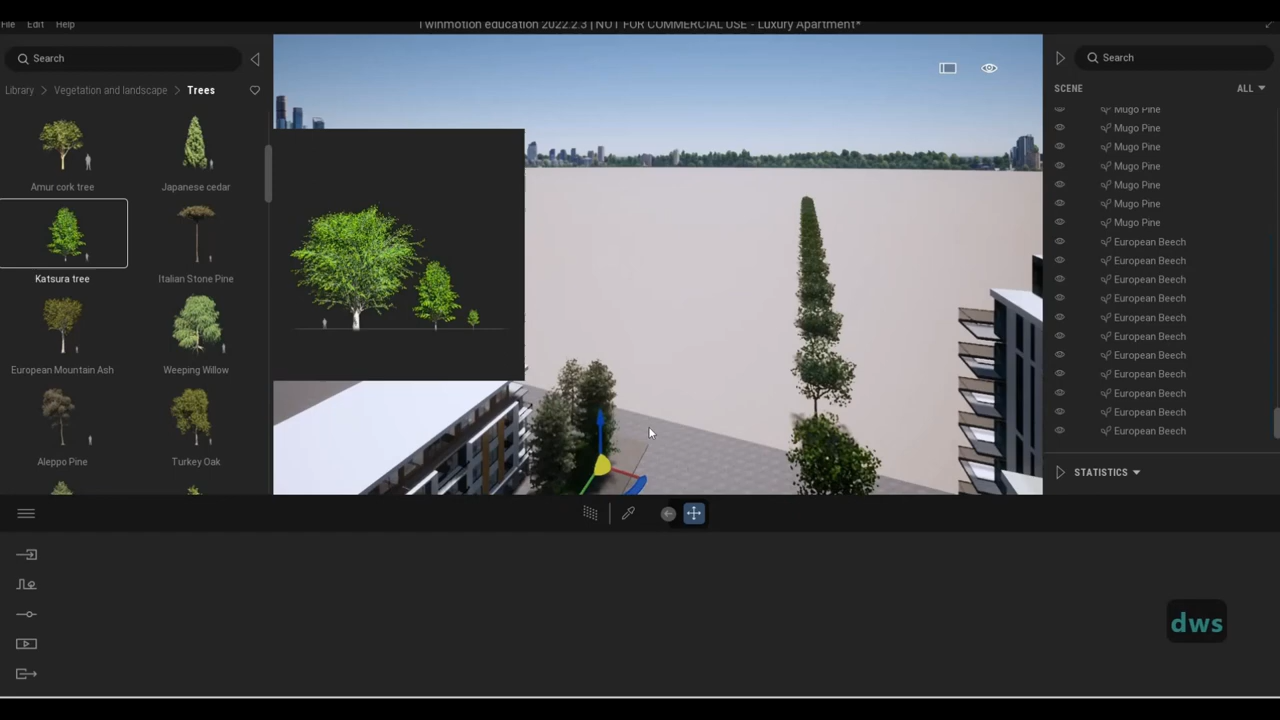 File Edit Help
Twinmotion education 2022.2.3 | NOT FOR COMMERCIAL USE - Luxury Apartment*
Search
Library > Vegetation and landscape > Trees
Amur cork tree
Japanese cedar
Katsura tree
Italian Stone Pine
European Mountain Ash
Weeping Willow
Aleppo Pine
Turkey Oak
Search
SCENE
ALL
Mugo Pine
Mugo Pine
Mugo Pine
Mugo Pine
Mugo Pine
Mugo Pine
Mugo Pine
European Beech
European Beech
European Beech
European Beech
European Beech
European Beech
European Beech
European Beech
European Beech
European Beech
European Beech
STATISTICS
dws